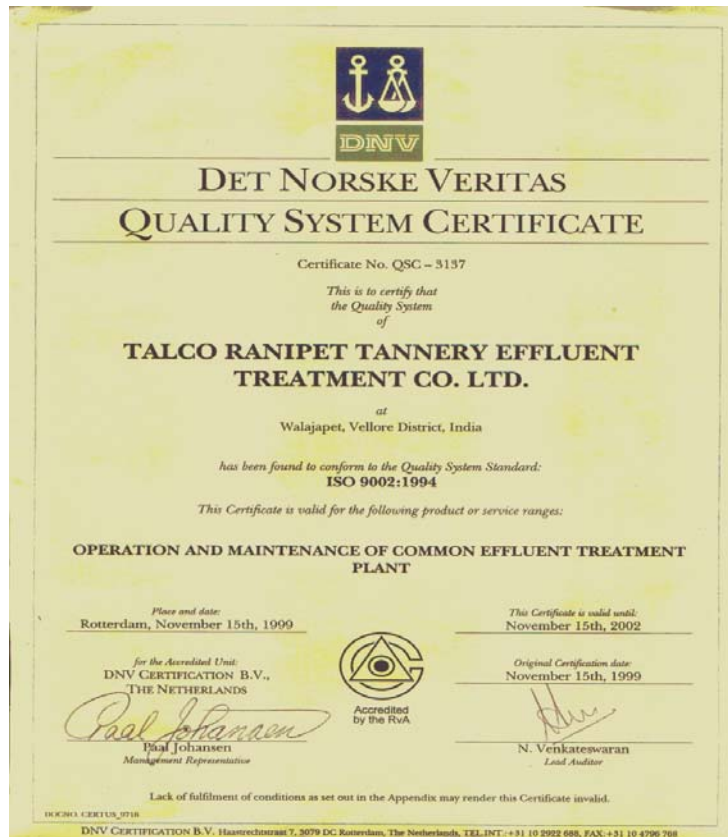 DNV
DET NORSKE VERITAS
QUALITY SYSTEM CERTIFICATE
Certificate No. QSC – 3137
This is to certify that
the Quality System
of
TALCO RANIPET TANNERY EFFLUENT
TREATMENT CO. LTD.
at
Walajapet, Vellore District, India
has been found to conform to the Quality System Standard:
ISO 9002:1994
This Certificate is valid for the following product or service ranges:
OPERATION AND MAINTENANCE OF COMMON EFFLUENT TREATMENT
PLANT
Place and date:
Rotterdam, November 15th, 1999
This Certificate is valid until:
November 15th, 2002
for the Accredited Unit:
DNV CERTIFICATION B.V.,
THE NETHERLANDS
Original Certification date:
November 15th, 1999
Accredited
by the RvA
Paal Johansen
Paal Johansen
Management Representative
N. Venkateswaran
Lead Auditor
Lack of fulfilment of conditions as set out in the Appendix may render this Certificate invalid.
DOCNO. CERTUS_9718
DNV CERTIFICATION B.V. Haastrechtstraat 7, 3079 DC Rotterdam, The Netherlands, TEL.INT.:+31 10 2922 688, FAX:+31 10 4796 768